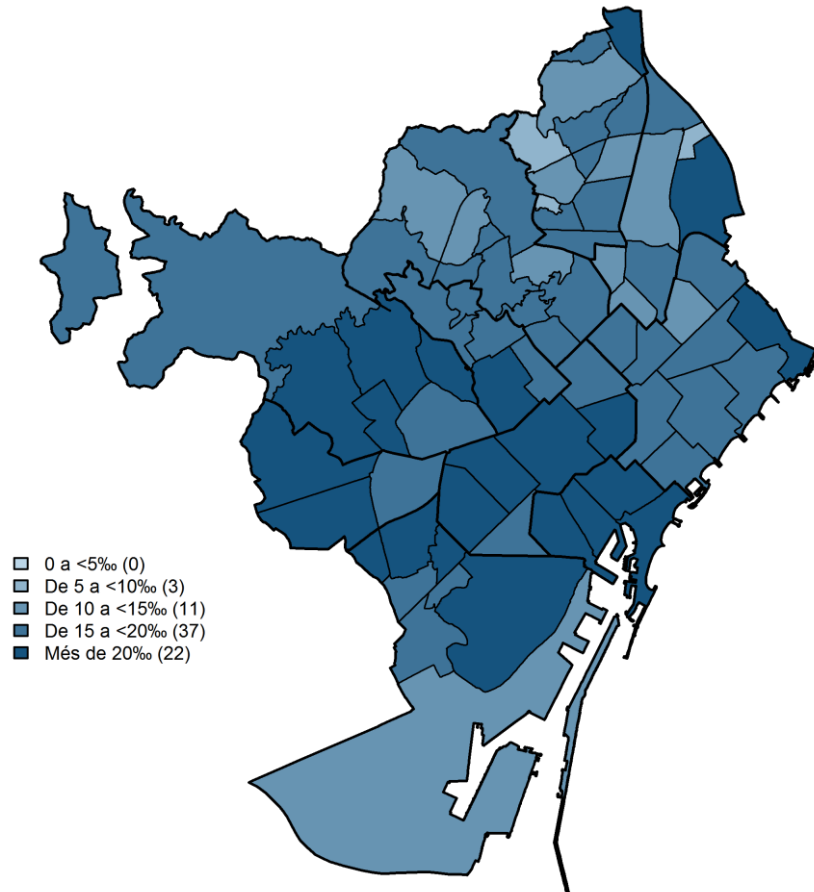 0 a <5‰ (0)
De 5 a <10‰ (3)
De 10 a <15‰ (11)
De 15 a <20‰ (37)
Més de 20‰ (22)